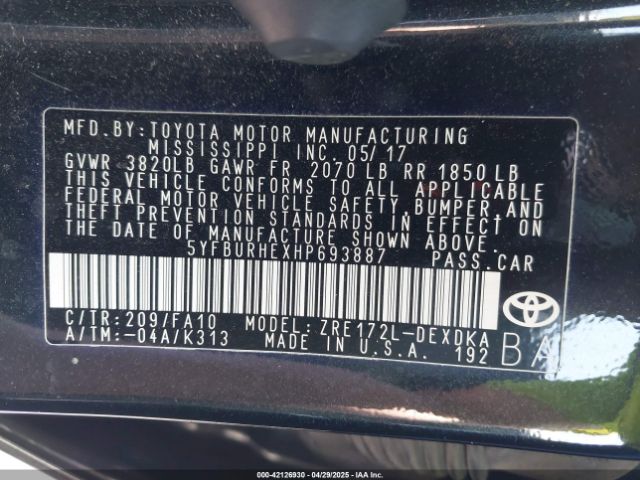 MFD.BY:TOYOTA MOTOR MANUFACTURING
MISSISSIPPI INC. 05/17
GVWR 3820LB GAWR FR 2070 LB RR 1850 LB
THIS VEHICLE CONFORMS TO ALL APPLICABLE
FEDERAL MOTOR VEHICLE SAFETY,BUMPER,AND
THEFT PREVENTION STANDARDS IN EFFECT ON
THE DATE OF MANUFACTURE SHOWN ABOVE.
5YFBURHEXHP693887 PASS.CAR
C/TR:209/FA10 MODEL: ZRE172L-DEXDKA
A/TM:-04A/K313 MADE IN U.S.A. 192
BA
000-42126930 04/29/2025 IAAI.COM